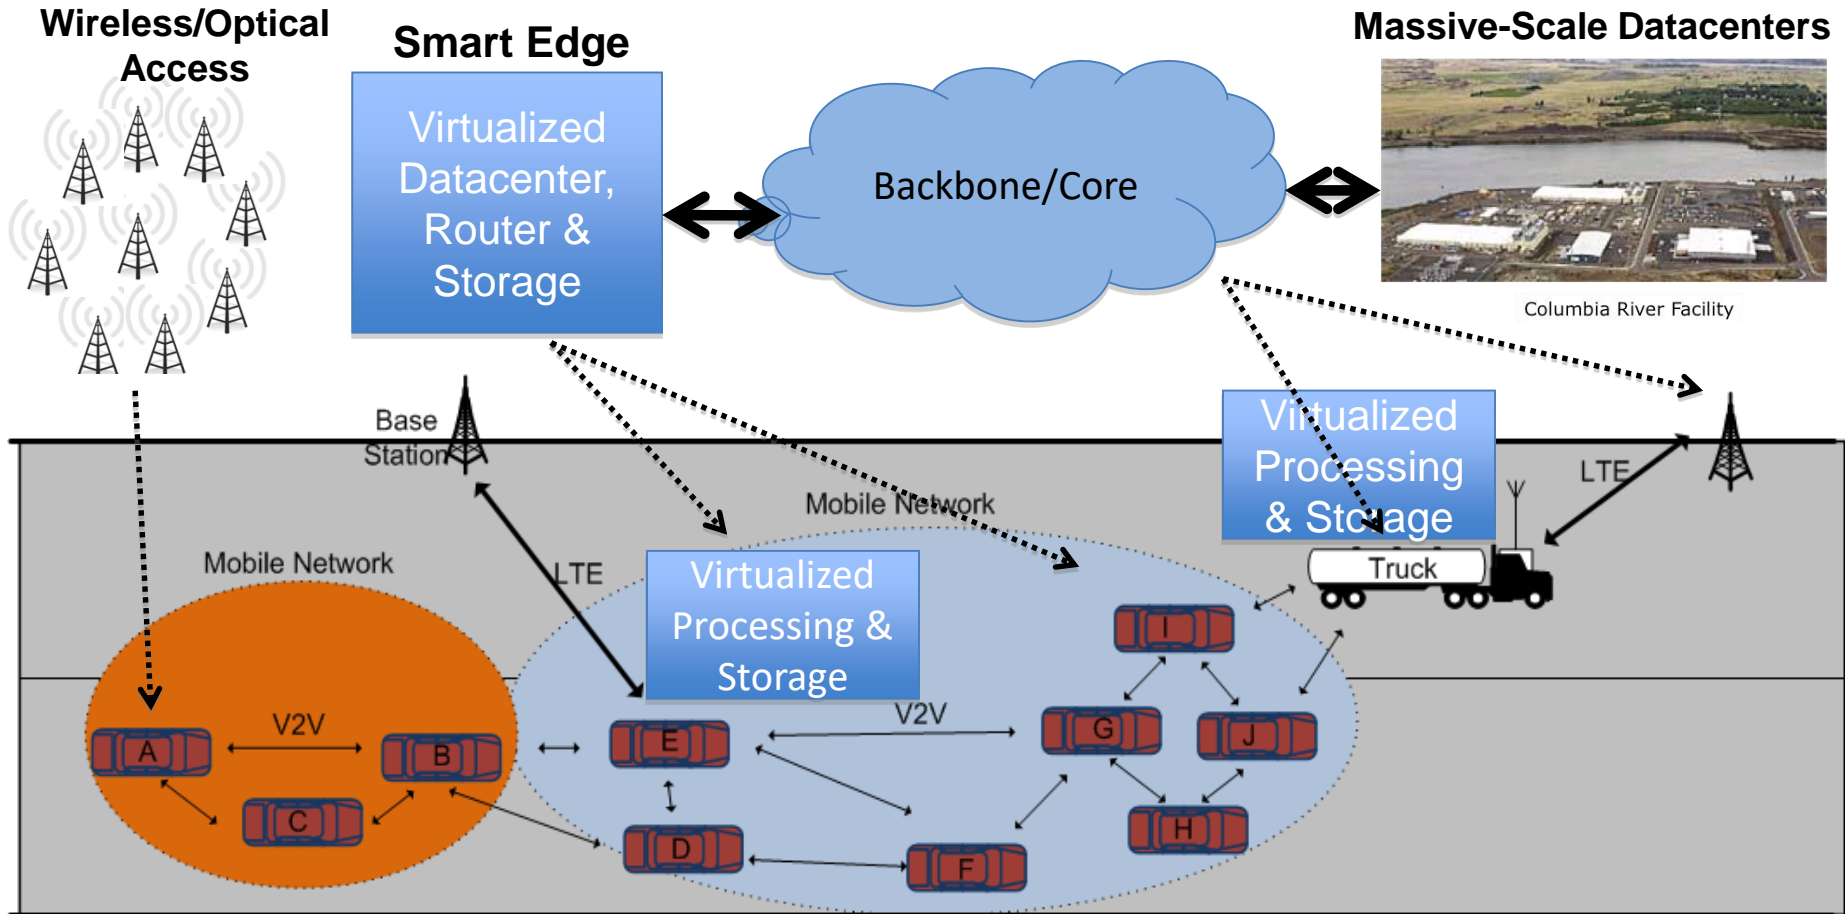 Wireless/Optical
Access
Smart Edge
Massive-Scale Datacenters
Virtualized
Datacenter,
Router &
Storage
Backbone/Core
Columbia River Facility
Base
Station
Virtualized
Processing
& Storage
LTE
Mobile Network
Mobile Network
LTE
Virtualized
Processing &
Storage
Truck
I
V2V
V2V
A
B
E
G
J
C
D
F
H